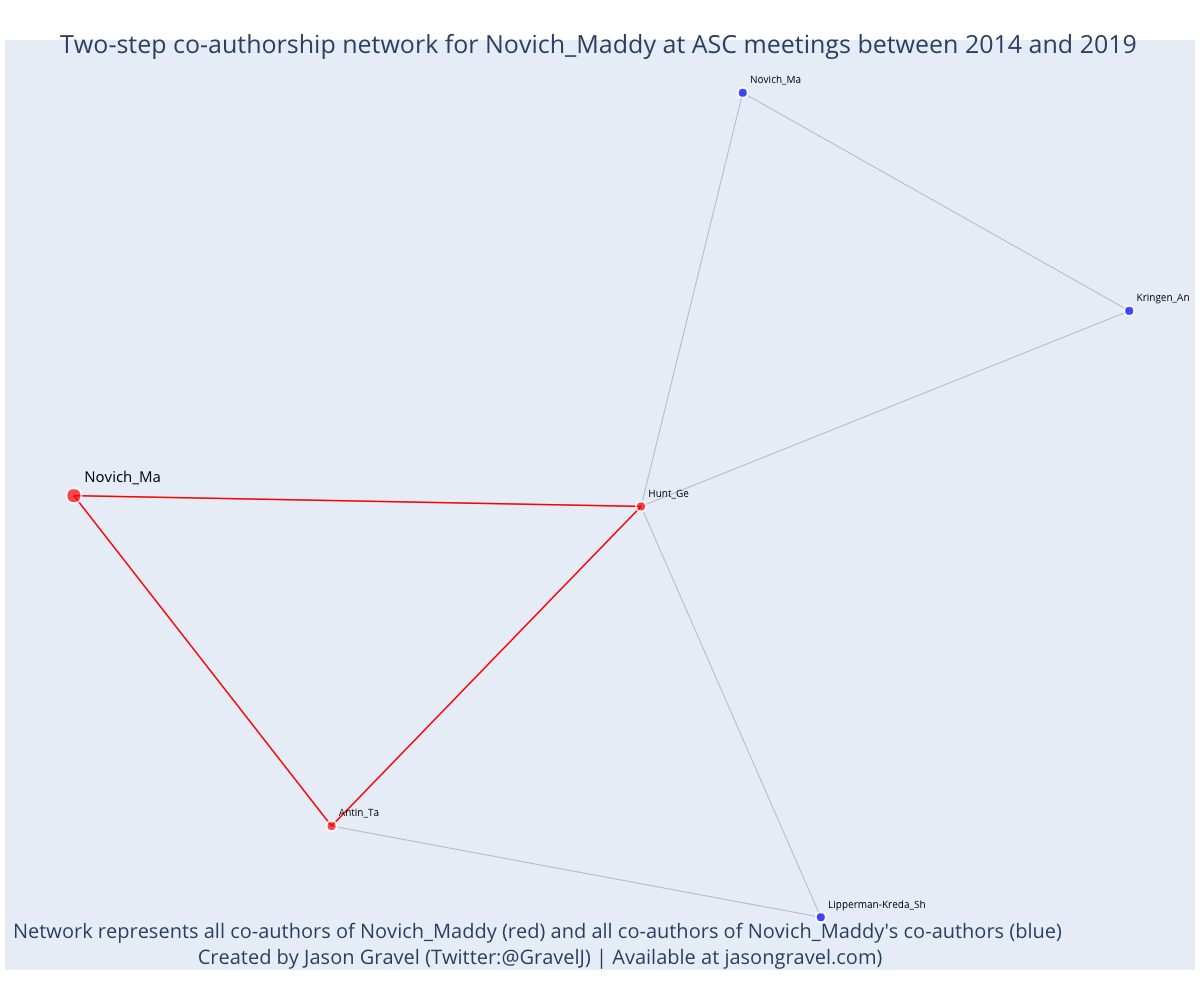 Two-step co-authorship network for Novich_Maddy at ASC meetings between 2014 and 2019
Novich_Ma
Kringen_An
Novich_Ma
Hunt_Ge
Antin_Ta
Lipperman-Kreda_Sh
Network represents all co-authors of Novich_Maddy (red) and all co-authors of Novich_Maddy's co-authors (blue)
Created by Jason Gravel (Twitter:@GravelJ) | Available at jasongravel.com)